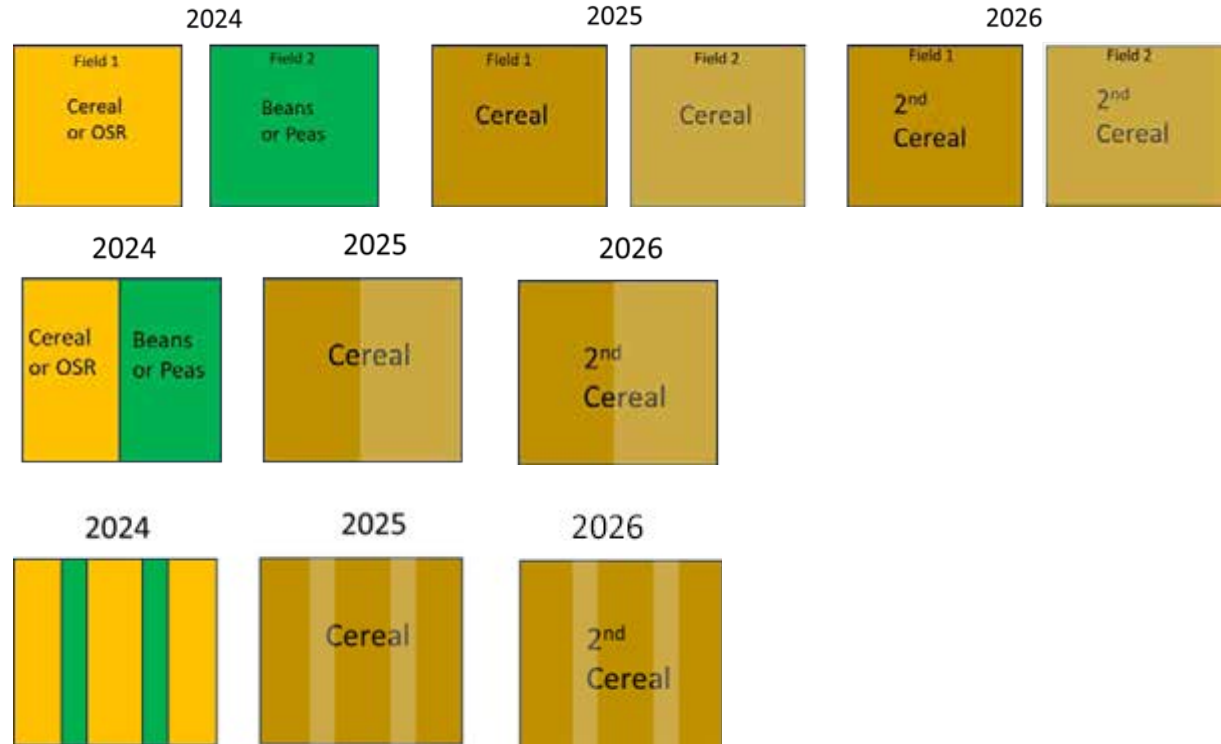 2024
2025
2026
Field 1
Cereal
or OSR
Field 2
Beans
or Peas
Field 1
Cereal
Field 2
Cereal
Field 1
2nd
Cereal
Field 2
2nd
Cereal
2024
2025
2026
Cereal
or OSR
Beans
or Peas
Cereal
2nd
Cereal
2024
2025
2026
Cereal
2nd
Cereal